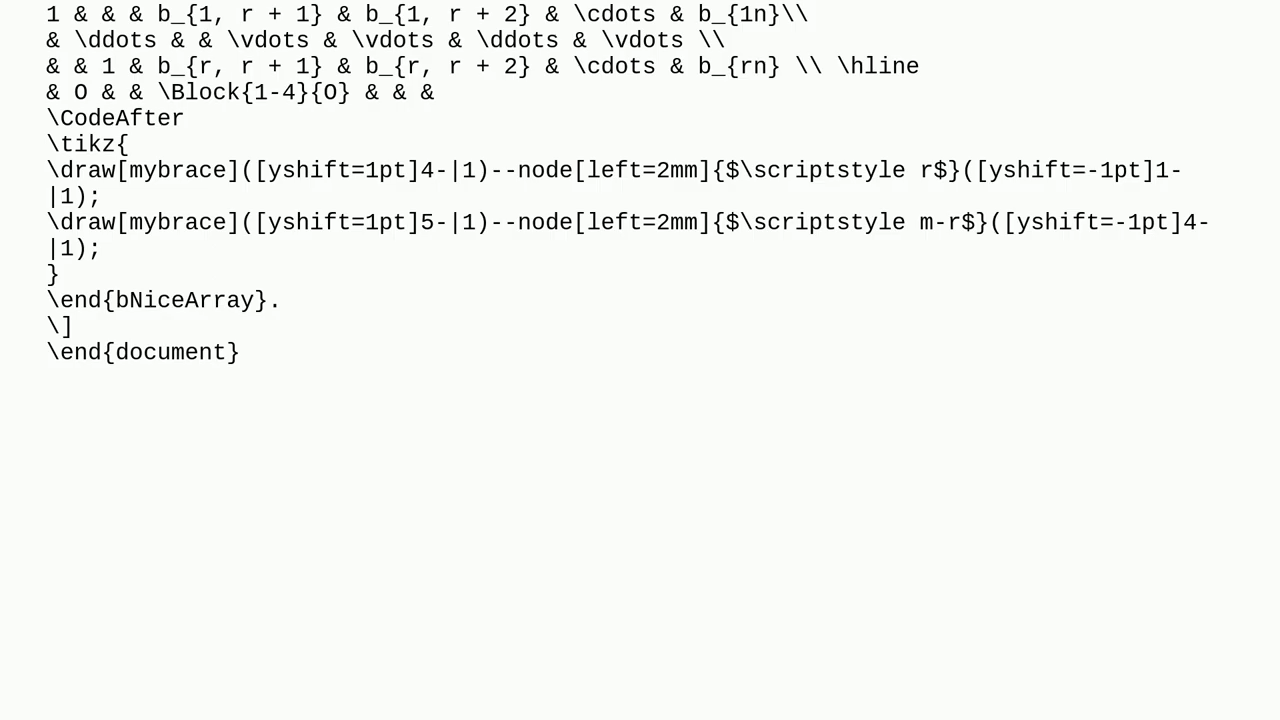 1 & & & b_{1, r + 1} & b_{1, r + 2} & \cdots & b_{1n}\\
& \ddots & & \vdots & \vdots & \ddots & \vdots \\
& & 1 & b_{r, r + 1} & b_{r, r + 2} & \cdots & b_{rn} \\ \hline
& O & & \Block{1-4}{O} & & &
\CodeAfter
\tikz{
\draw[mybrace]([yshift=1pt]4-|1)--node[left=2mm]{$\scriptstyle r$}([yshift=-1pt]1-
|1);
\draw[mybrace]([yshift=1pt]5-|1)--node[left=2mm]{$\scriptstyle m-r$}([yshift=-1pt]4-
|1);
}
\end{bNiceArray}.
\]
\end{document}